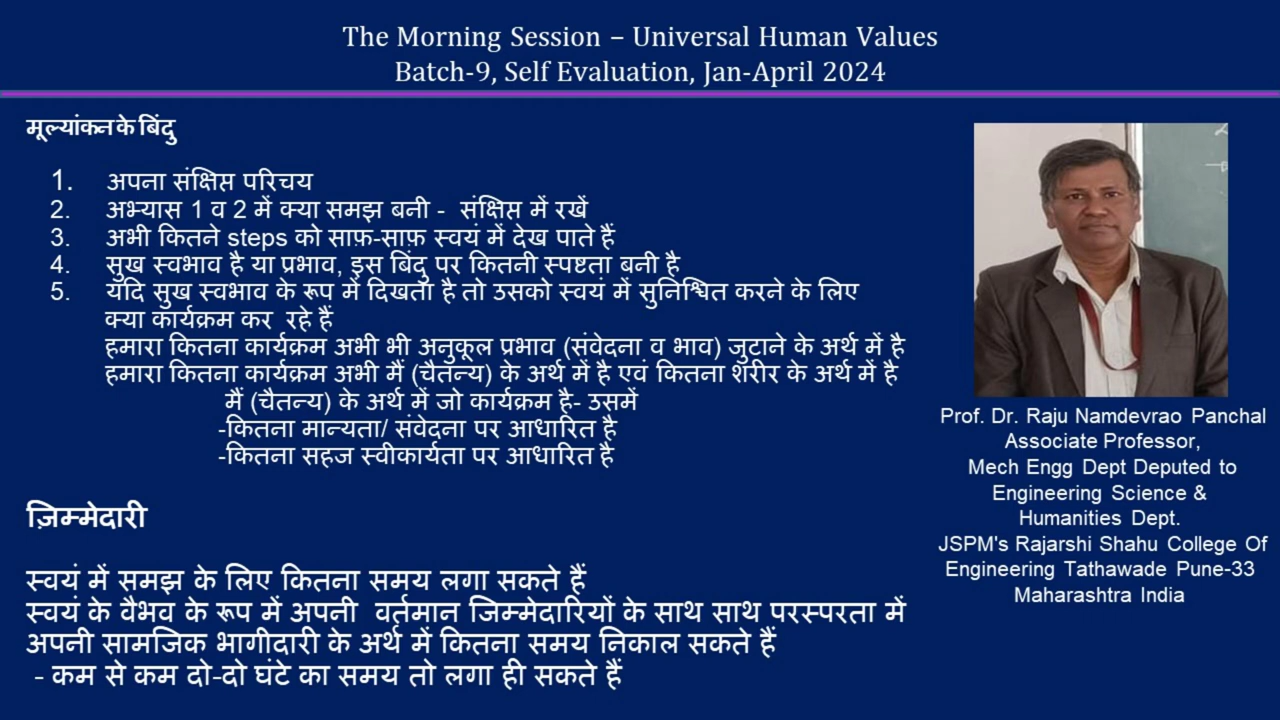 The Morning Session – Universal Human Values
Batch-9, Self Evaluation, Jan-April 2024
मूल्यांकन के बिंदु
1. अपना संक्षिप्त परिचय
2. अभ्यास 1 व 2 में क्या समझ बनी - संक्षिप्त में रखें
3. अभी कितने steps को साफ़-साफ़ स्वयं में देख पाते हैं
4. सुख स्वभाव है या प्रभाव, इस बिंदु पर कितनी स्पष्टता बनी है
5. यदि सुख स्वभाव के रूप में दिखता है तो उसको स्वयं में सुनिश्चित करने के लिए
क्या कार्यक्रम कर रहे हैं
हमारा कितना कार्यक्रम अभी भी अनुकूल प्रभाव (संवेदना व भाव) जुटाने के अर्थ में है
हमारा कितना कार्यक्रम अभी मैं (चैतन्य) के अर्थ में है एवं कितना शरीर के अर्थ में है
मैं (चैतन्य) के अर्थ में जो कार्यक्रम है- उसमें
-कितना मान्यता/ संवेदना पर आधारित है
-कितना सहज स्वीकार्यता पर आधारित है
ज़िम्मेदारी
स्वयं में समझ के लिए कितना समय लगा सकते हैं
स्वयं के वैभव के रूप में अपनी वर्तमान जिम्मेदारियों के साथ साथ परस्परता में
अपनी सामजिक भागीदारी के अर्थ में कितना समय निकाल सकते हैं
- कम से कम दो-दो घंटे का समय तो लगा ही सकते हैं
Prof. Dr. Raju Namdevrao Panchal
Associate Professor,
Mech Engg Dept Deputed to
Engineering Science &
Humanities Dept.
JSPM's Rajarshi Shahu College Of
Engineering Tathawade Pune-33
Maharashtra India